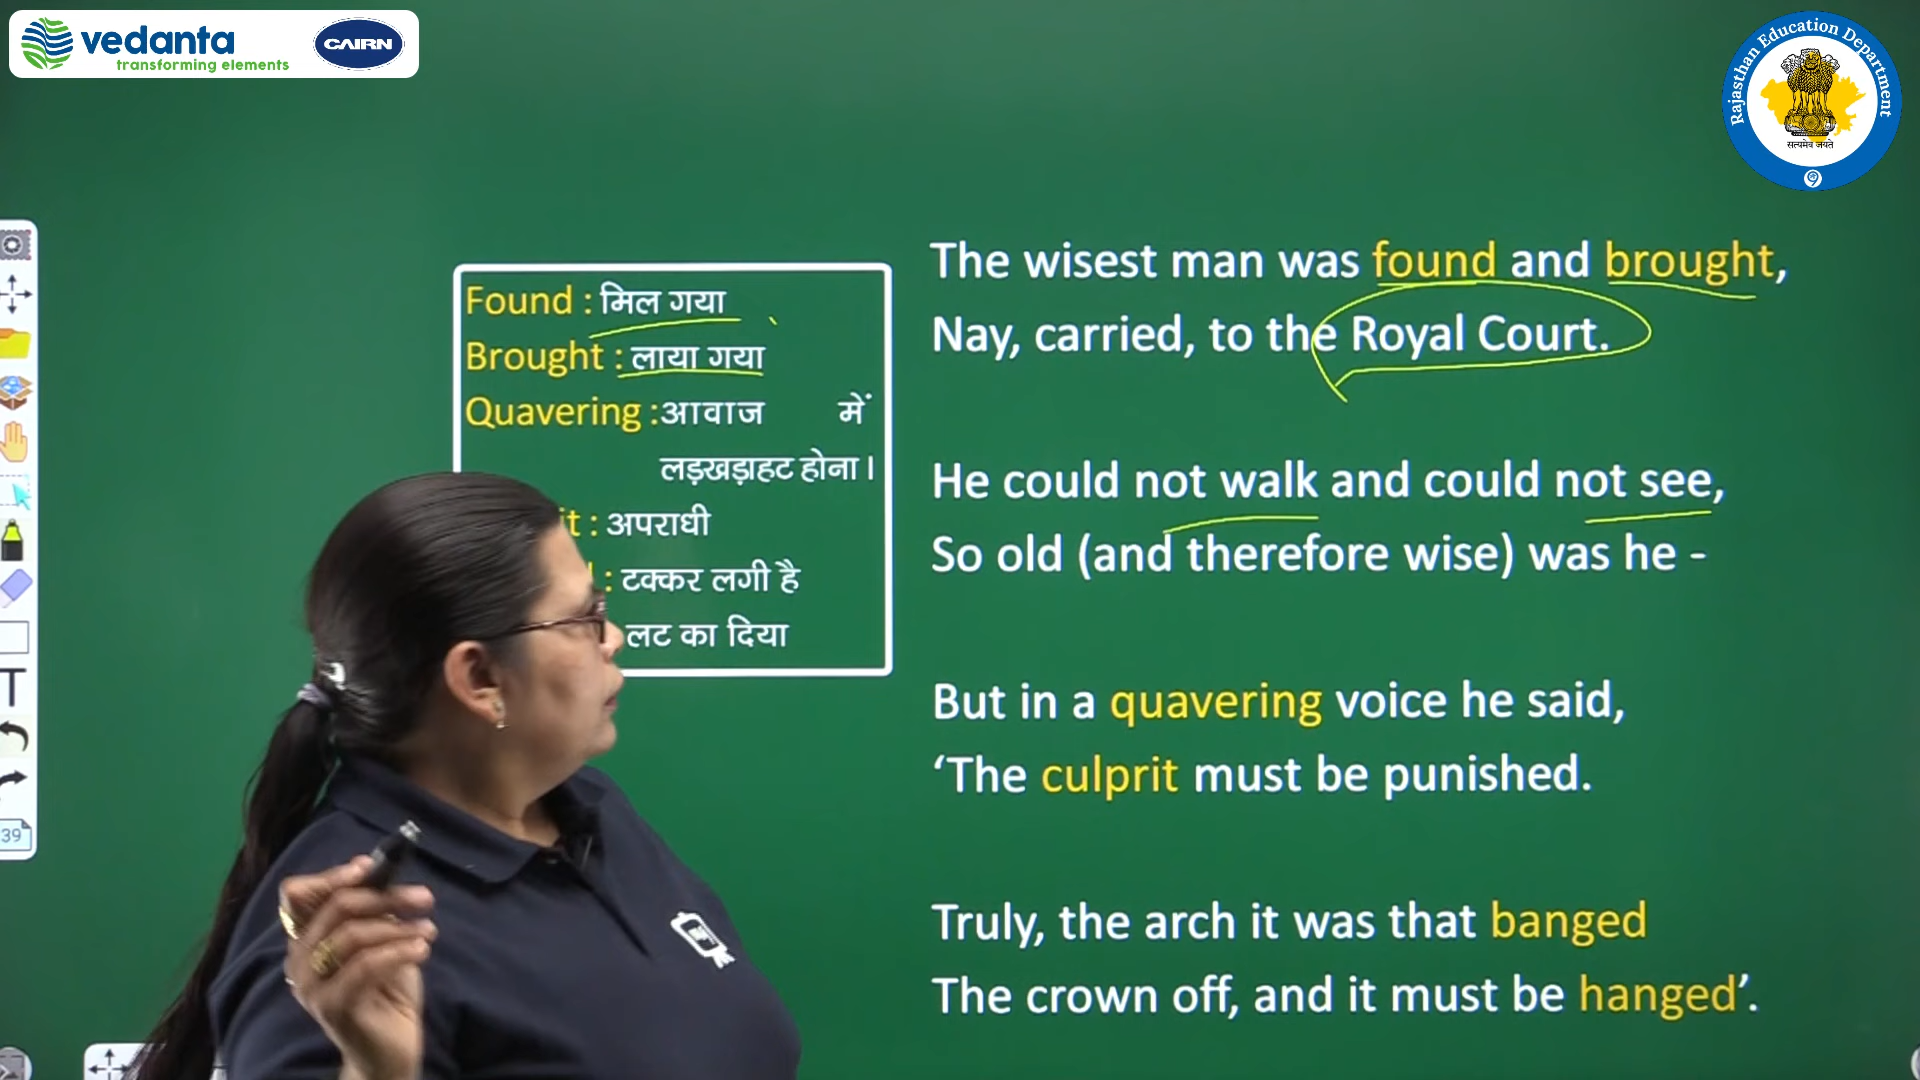 vedanta
transforming elements
CAIRN
Rajasthan Education Department
सत्यमेव जयते
Found : मिल गया
Brought : लाया गया
Quavering :आवाज में
लड़खड़ाहट होना।
: अपराधी
: टक्कर लगी है
लट का दिया
The wisest man was found and brought,
Nay, carried, to the Royal Court.
He could not walk and could not see,
So old (and therefore wise) was he -
But in a quavering voice he said,
‘The culprit must be punished.
Truly, the arch it was that banged
The crown off, and it must be hanged’.
39